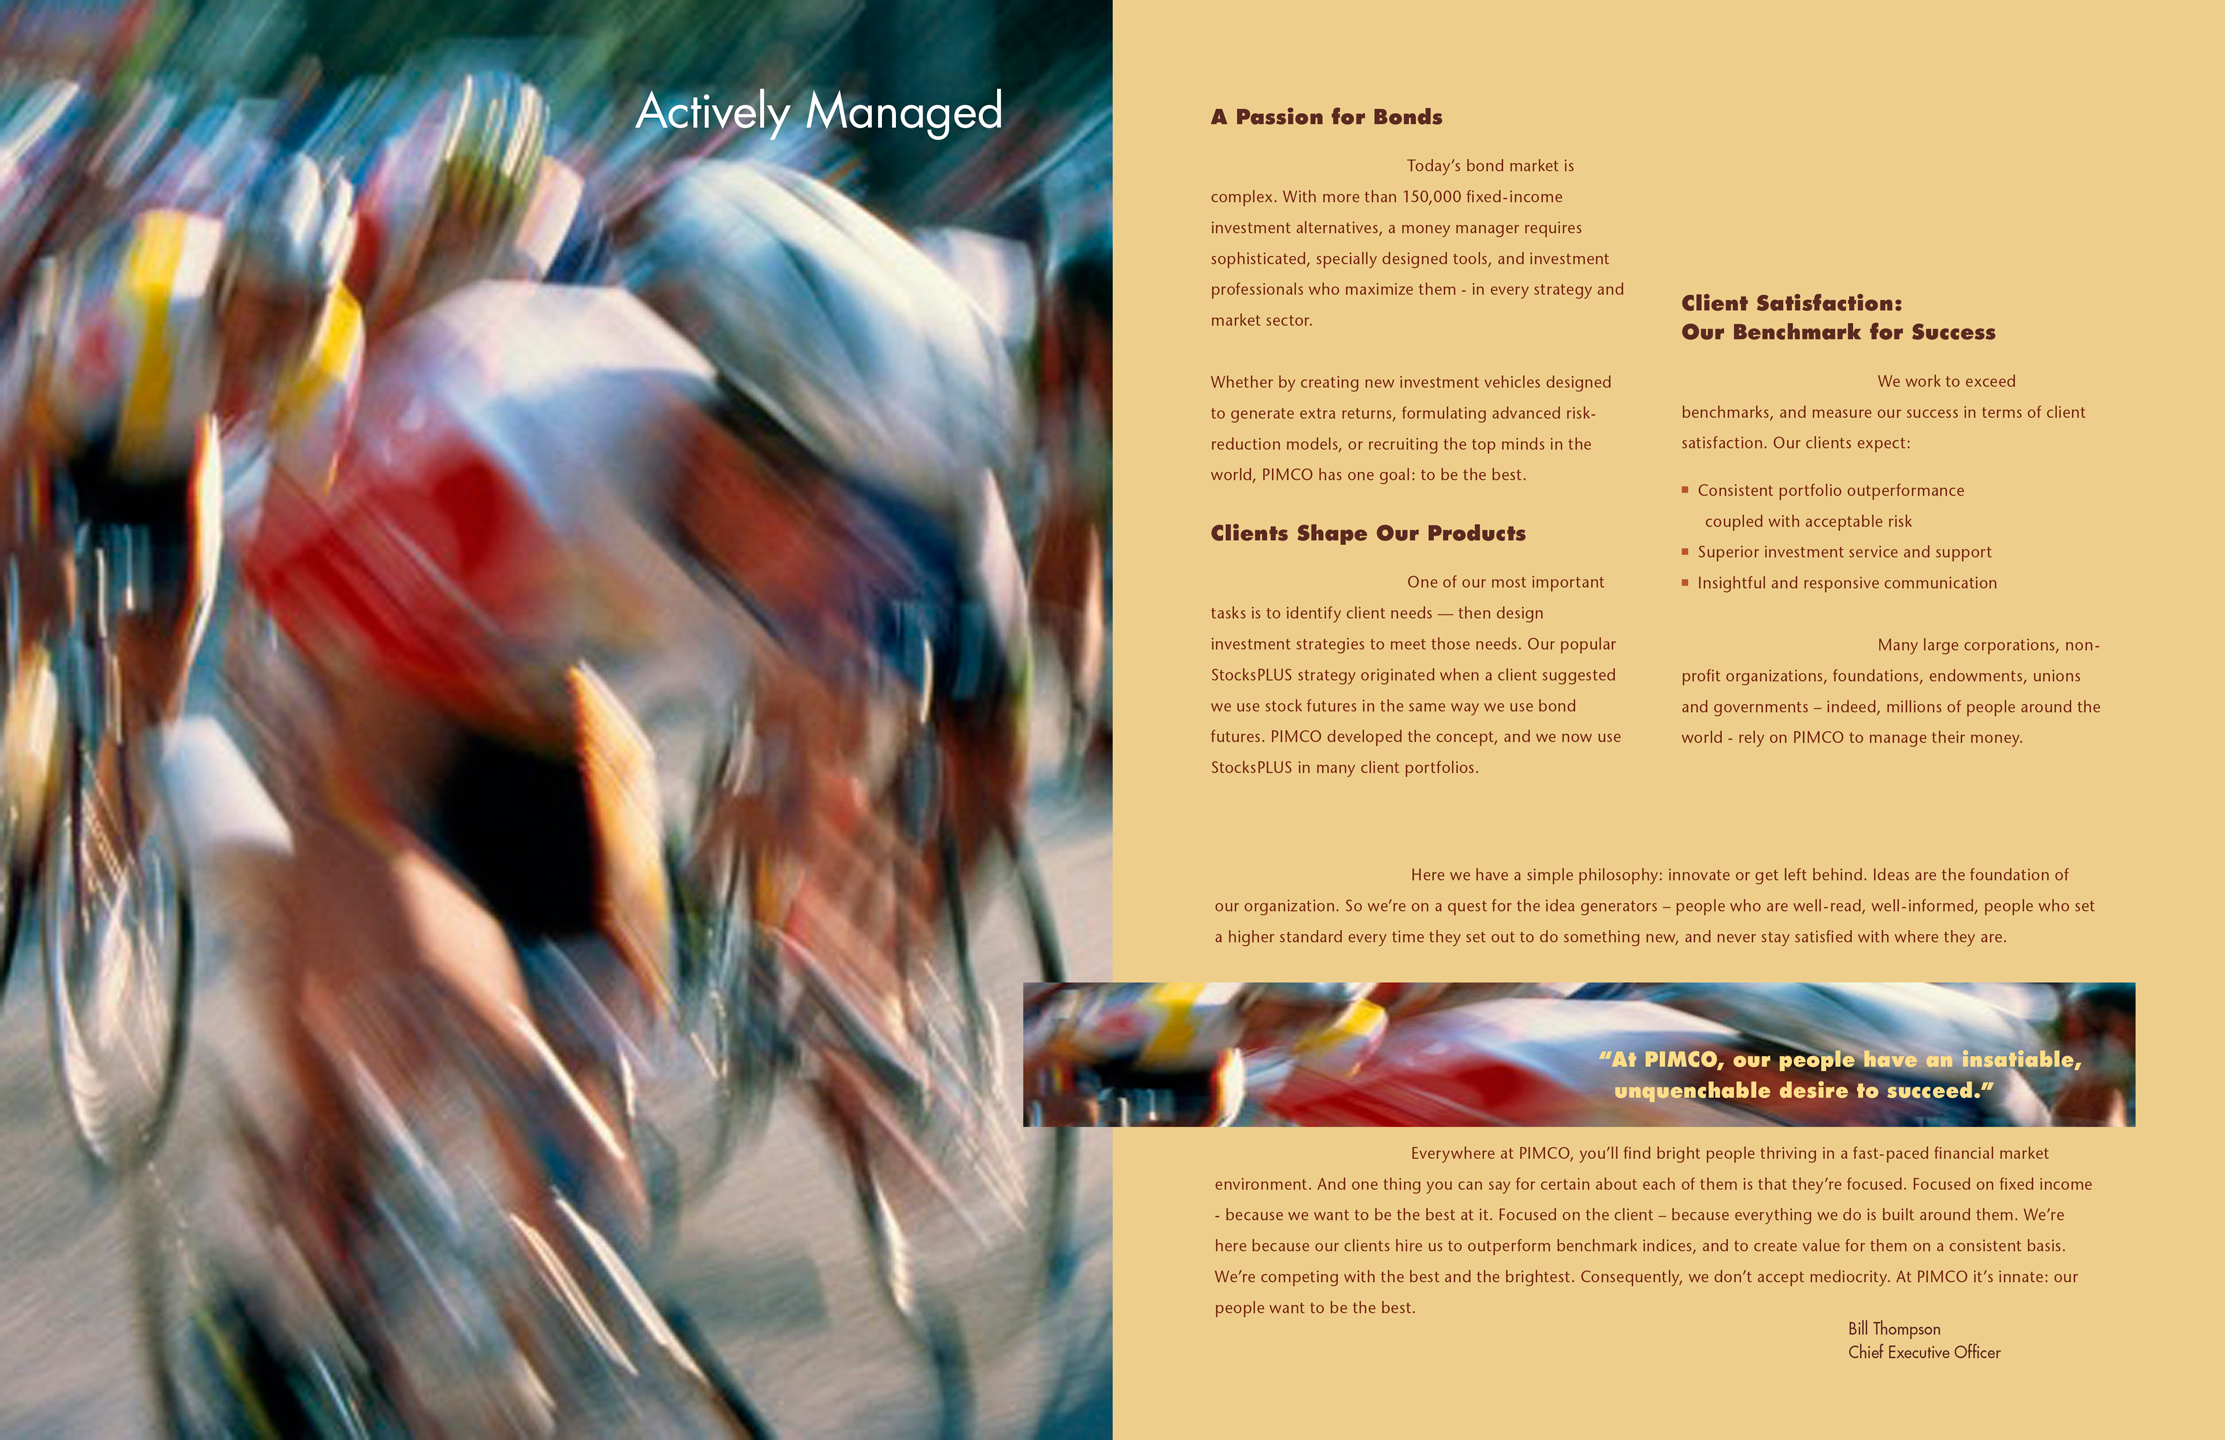 Actively Managed
A Passion for Bonds
Today's bond market is
complex. With more than 150,000 fixed-income
investment alternatives, a money manager requires
sophisticated, specially designed tools, and investment
professionals who maximize them - in every strategy and
market sector.
Whether by creating new investment vehicles designed
to generate extra returns, formulating advanced risk-
reduction models, or recruiting the top minds in the
world, PIMCO has one goal: to be the best.
Clients Shape Our Products
One of our most important
tasks is to identify client needs — then design
investment strategies to meet those needs. Our popular
StocksPLUS strategy originated when a client suggested
we use stock futures in the same way we use bond
futures. PIMCO developed the concept, and we now use
StocksPLUS in many client portfolios.
Client Satisfaction:
Our Benchmark for Success
We work to exceed
benchmarks, and measure our success in terms of client
satisfaction. Our clients expect:
▪ Consistent portfolio outperformance
coupled with acceptable risk
▪ Superior investment service and support
▪ Insightful and responsive communication
Many large corporations, non-
profit organizations, foundations, endowments, unions
and governments – indeed, millions of people around the
world - rely on PIMCO to manage their money.
Here we have a simple philosophy: innovate or get left behind. Ideas are the foundation of
our organization. So we're on a quest for the idea generators – people who are well-read, well-informed, people who set
a higher standard every time they set out to do something new, and never stay satisfied with where they are.
“At PIMCO, our people have an insatiable,
unquenchable desire to succeed.”
Everywhere at PIMCO, you'll find bright people thriving in a fast-paced financial market
environment. And one thing you can say for certain about each of them is that they're focused. Focused on fixed income
- because we want to be the best at it. Focused on the client – because everything we do is built around them. We're
here because our clients hire us to outperform benchmark indices, and to create value for them on a consistent basis.
We're competing with the best and the brightest. Consequently, we don't accept mediocrity. At PIMCO it's innate: our
people want to be the best.
Bill Thompson
Chief Executive Officer